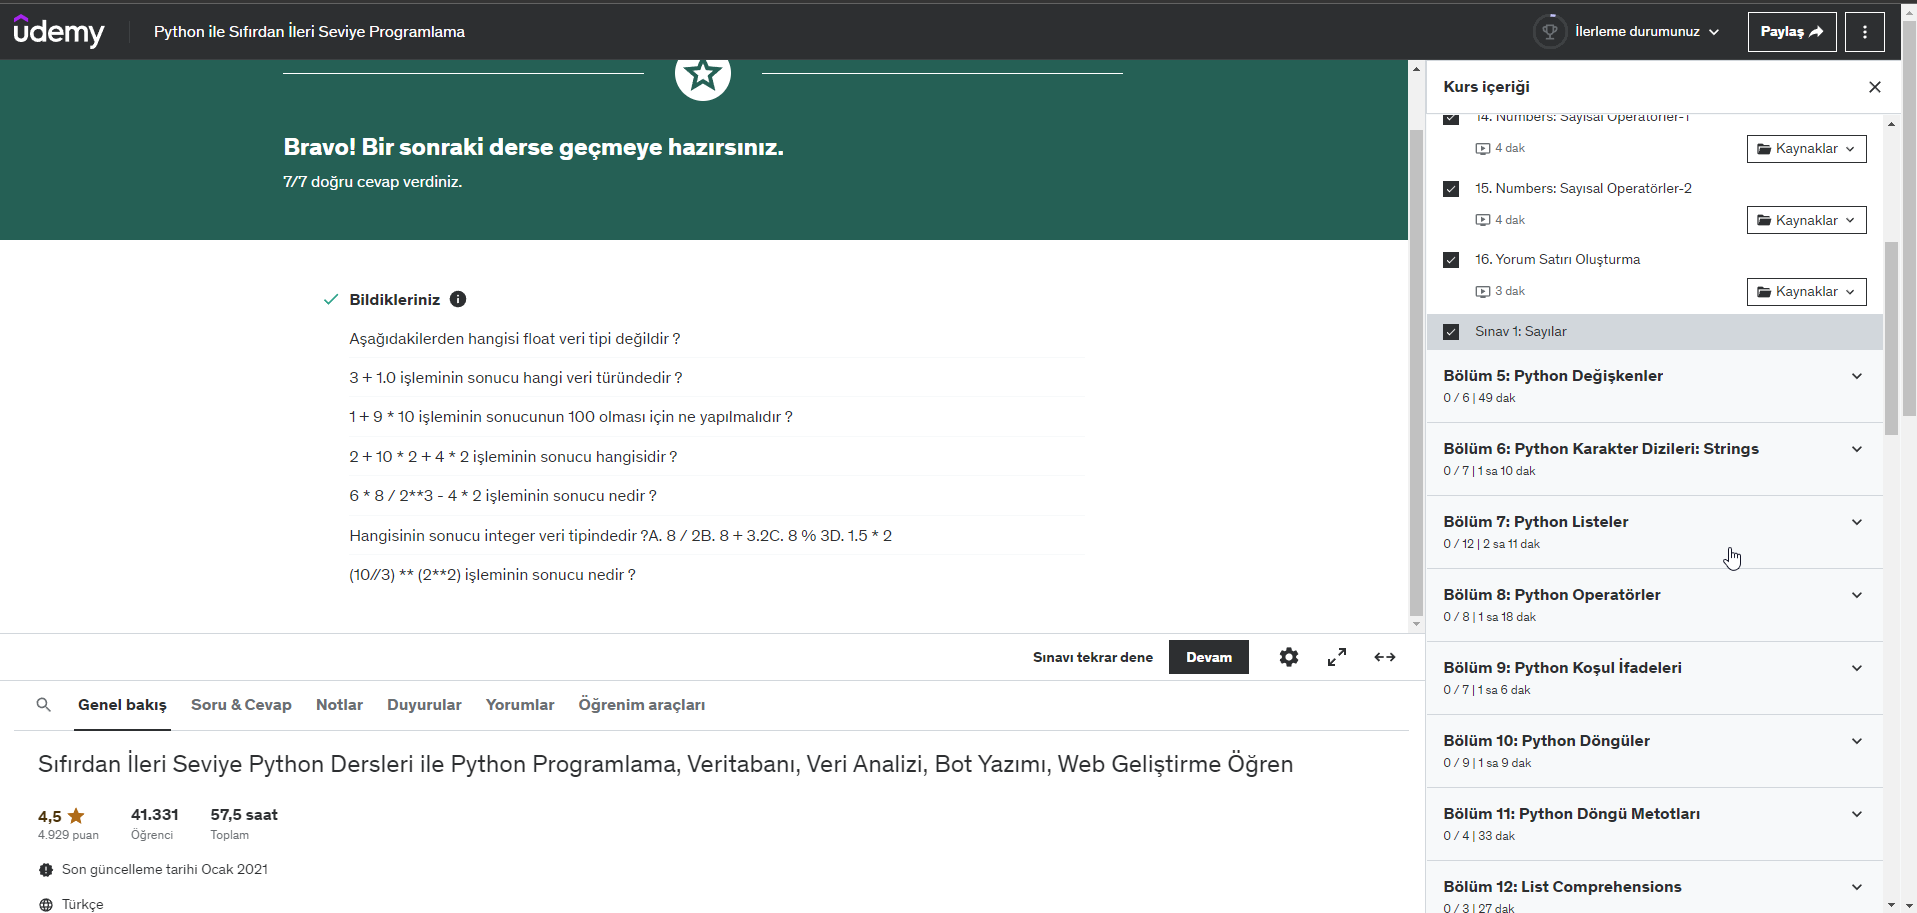 ûdemy
Python ile Sıfırdan İleri Seviye Programlama
İlerleme durumunuz
Paylaş
Bravo! Bir sonraki derse geçmeye hazırsınız.
7/7 doğru cevap verdiniz.
Bildikleriniz
Aşağıdakilerden hangisi float veri tipi değildir ?
3 + 1.0 işleminin sonucu hangi veri türündedir ?
1 + 9 * 10 işleminin sonucunun 100 olması için ne yapılmalıdır ?
2 + 10 * 2 + 4 * 2 işleminin sonucu hangisidir ?
6 * 8 / 2**3 - 4 * 2 işleminin sonucu nedir ?
Hangisinin sonucu integer veri tipindedir ?A. 8 / 2B. 8 + 3.2C. 8 % 3D. 1.5 * 2
(10//3) ** (2**2) işleminin sonucu nedir ?
Sınavı tekrar dene
Devam
Genel bakış
Soru & Cevap
Notlar
Duyurular
Yorumlar
Öğrenim araçları
Sıfırdan İleri Seviye Python Dersleri ile Python Programlama, Veritabanı, Veri Analizi, Bot Yazımı, Web Geliştirme Öğren
4,5
4.929 puan
41.331
Öğrenci
57,5 saat
Toplam
Son güncelleme tarihi Ocak 2021
Türkçe
Kurs içeriği
14. Numbers: Sayısal Operatörler-1
4 dak
Kaynaklar
15. Numbers: Sayısal Operatörler-2
4 dak
Kaynaklar
16. Yorum Satırı Oluşturma
3 dak
Kaynaklar
Sınav 1: Sayılar
Bölüm 5: Python Değişkenler
0 / 6 | 49 dak
Bölüm 6: Python Karakter Dizileri: Strings
0 / 7 | 1 sa 10 dak
Bölüm 7: Python Listeler
0 / 12 | 2 sa 11 dak
Bölüm 8: Python Operatörler
0 / 8 | 1 sa 18 dak
Bölüm 9: Python Koşul İfadeleri
0 / 7 | 1 sa 6 dak
Bölüm 10: Python Döngüler
0 / 9 | 1 sa 9 dak
Bölüm 11: Python Döngü Metotları
0 / 4 | 33 dak
Bölüm 12: List Comprehensions
0 / 3 | 27 dak